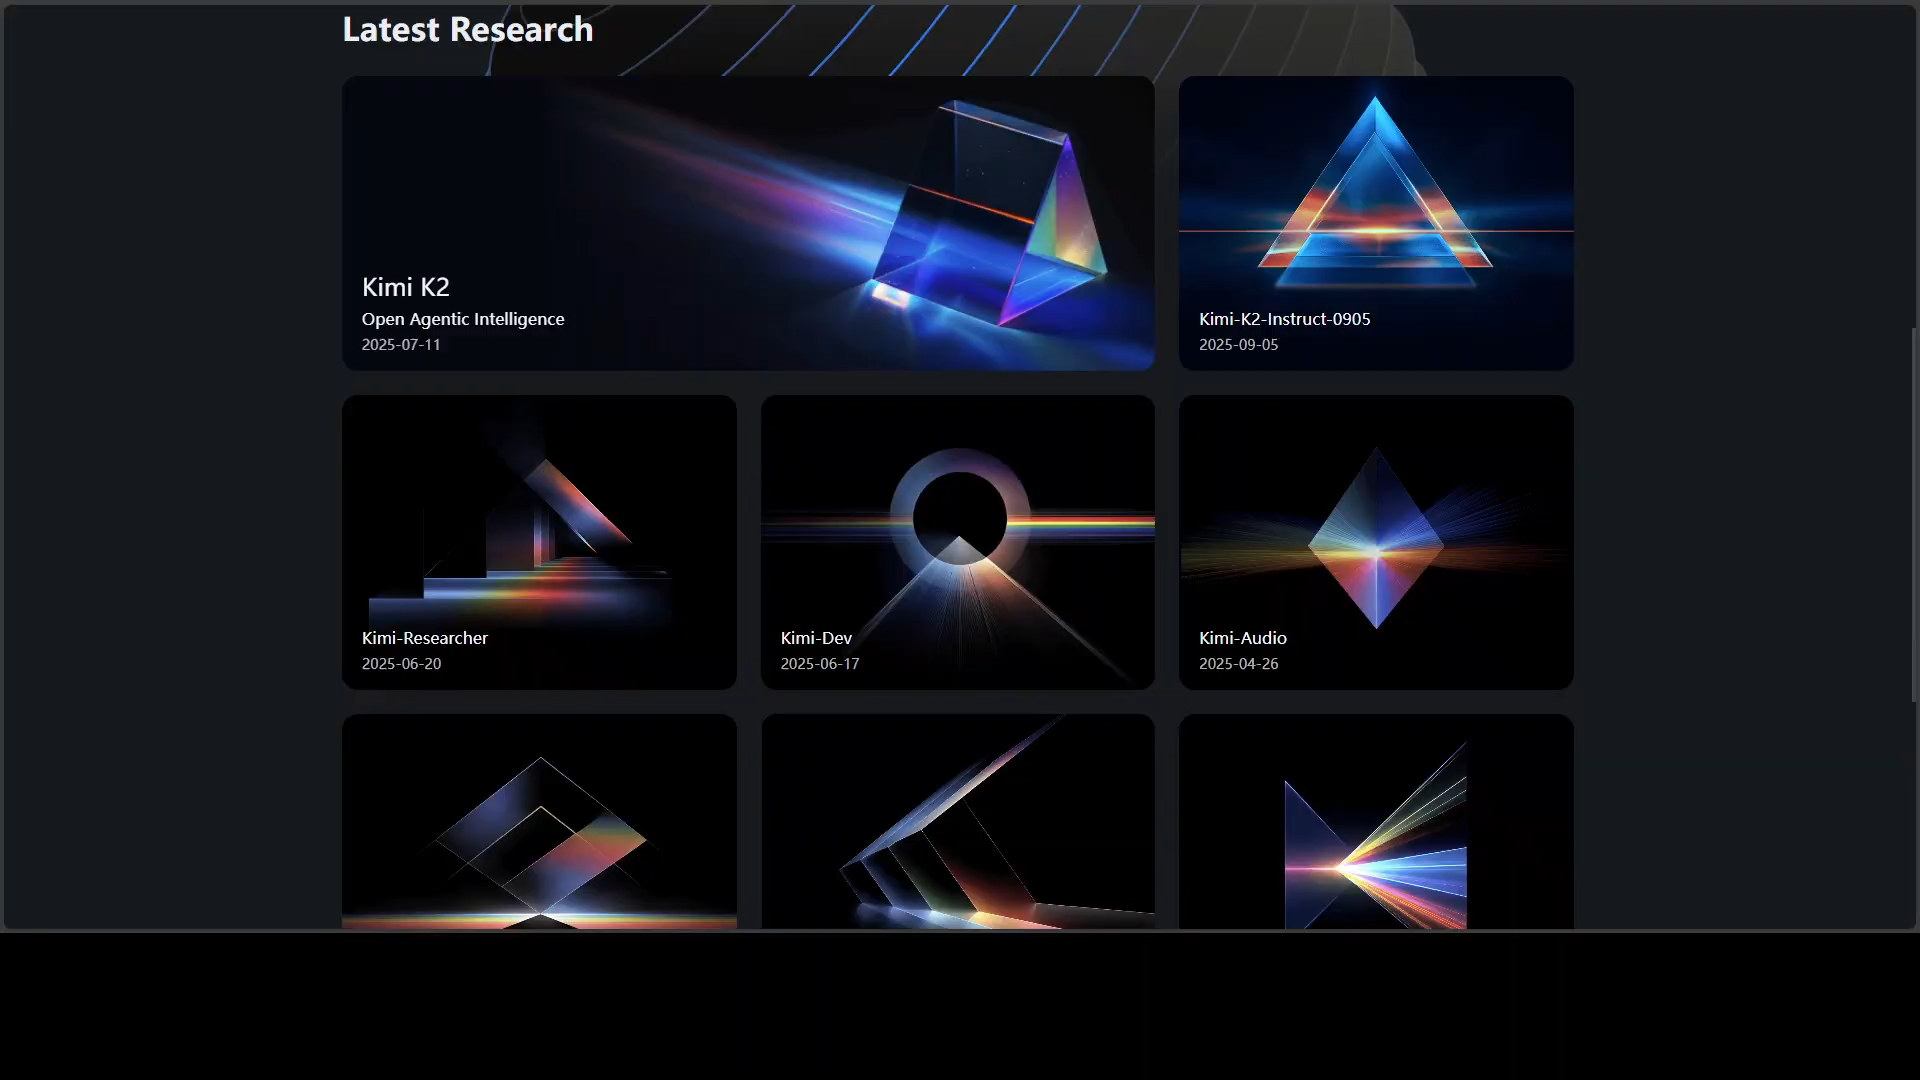 Latest Research
Kimi K2
Open Agentic Intelligence
2025-07-11
Kimi-K2-Instruct-0905
2025-09-05
Kimi-Researcher
2025-06-20
Kimi-Dev
2025-06-17
Kimi-Audio
2025-04-26